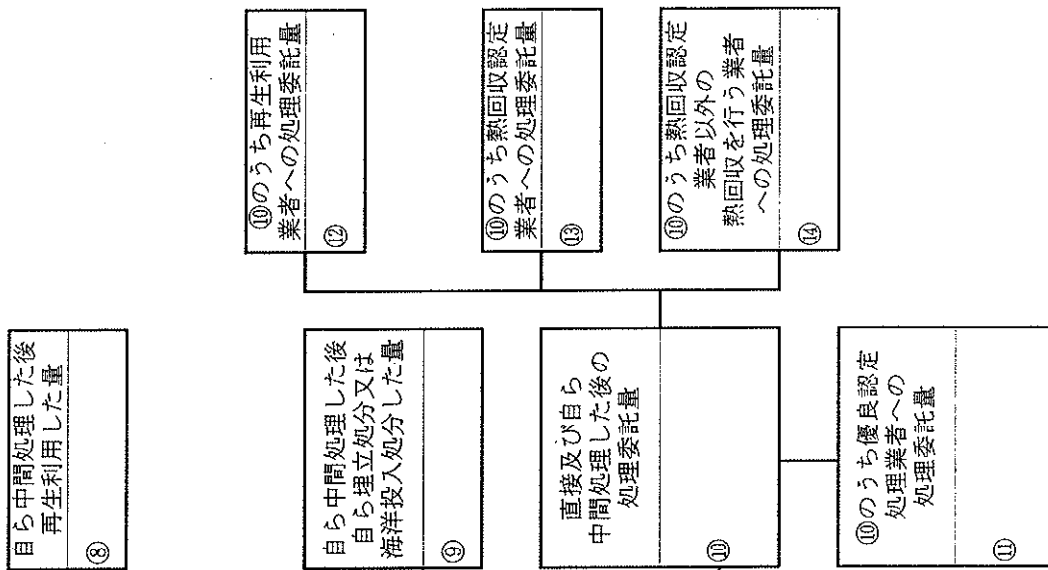 自ら中間処理した後
再生利用した量
⑧
自ら中間処理した後
自ら埋立処分又は
海洋投入処分した量
⑨
直接及び自ら
中間処理した後の
処理委託量
⑩
⑩のうち優良認定
処理業者への
処理委託量
⑪
⑩のうち再生利用
業者への処理委託量
⑫
⑩のうち熱回収認定
業者への処理委託量
⑬
⑩のうち熱回収認定
業者以外の
熱回収を行う業者
への処理委託量
⑭